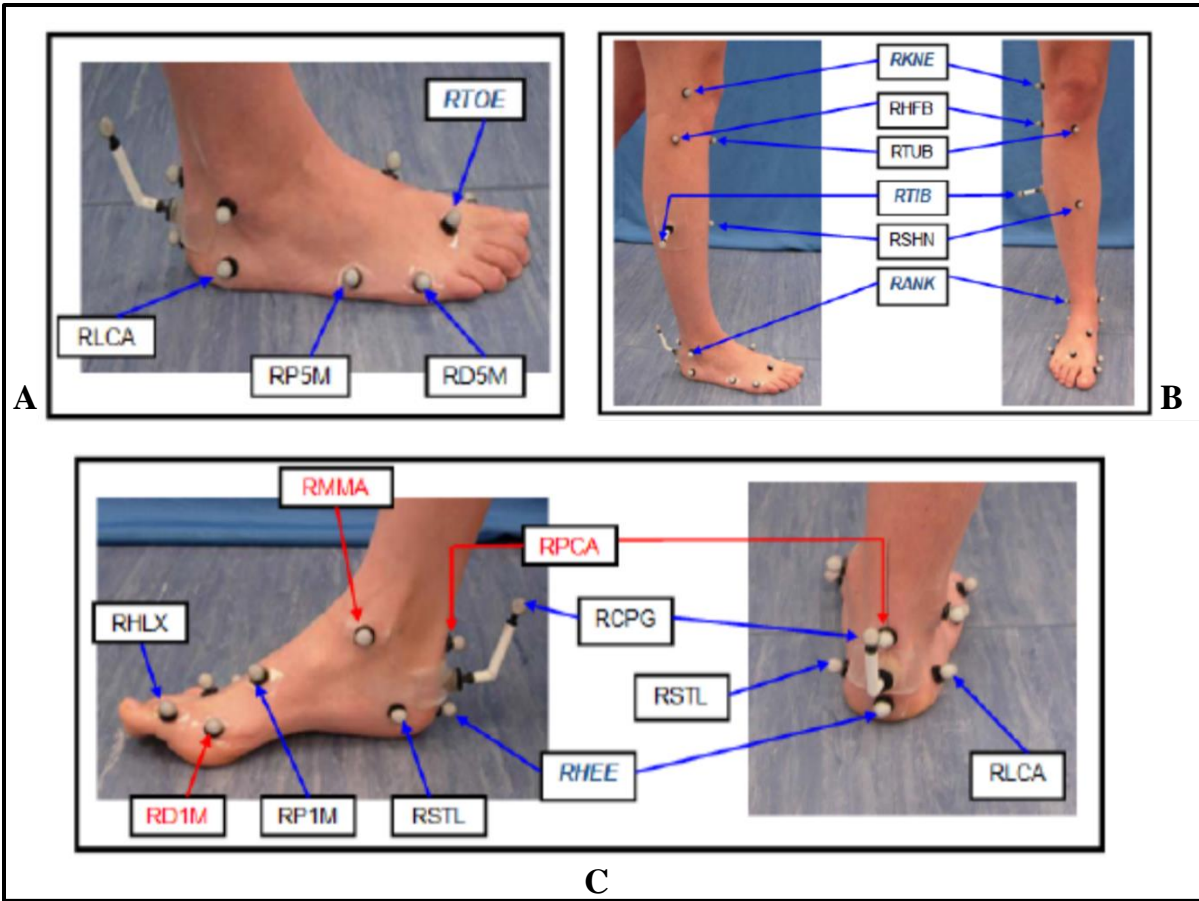 RTOE
RLCA
RP5M
RD5M
A
RKNE
RHFB
RTUB
RTIB
RSHN
RANK
B
RMMA
RPCA
RHLX
RCPG
RSTL
RHEE
RLCA
RD1M
RP1M
RSTL
C